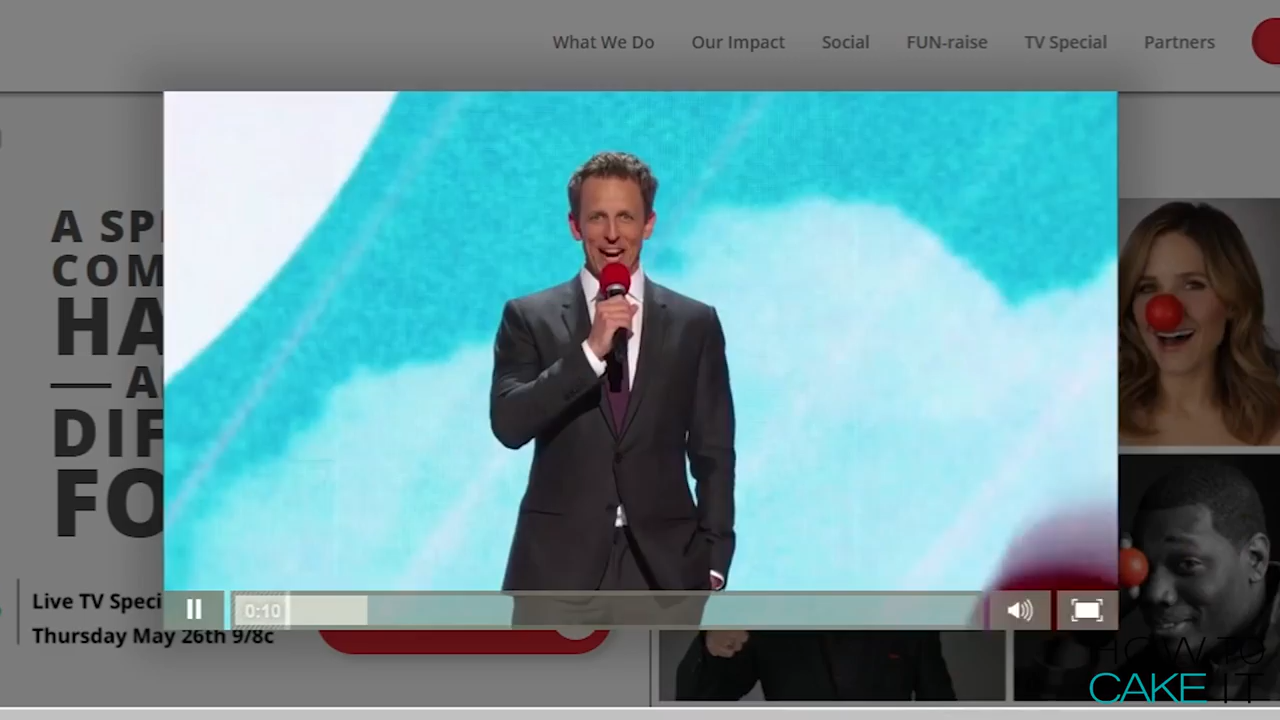 What We Do Our Impact Social FUN-raise TV Special Partners
A SP
COM
HA
— A
DIF
FO
Live TV Speci
Thursday May 26th 9/8c
0:10
HOW TO
CAKE IT